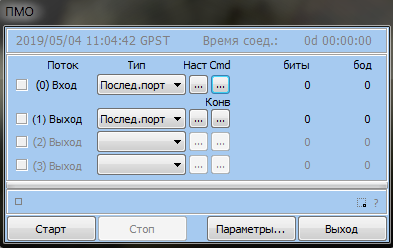 ПМО
2019/05/04 11:04:42 GPST Время соед.: 0d 00:00:00
Поток Тип Наст Cmd биты бод
(0) Вход Послед.порт ... ... 0 0
Конв
(1) Выход Послед.порт ... ... 0 0
(2) Выход ... ... 0 0
(3) Выход ... ... 0 0
?
Старт Стоп Параметры... Выход